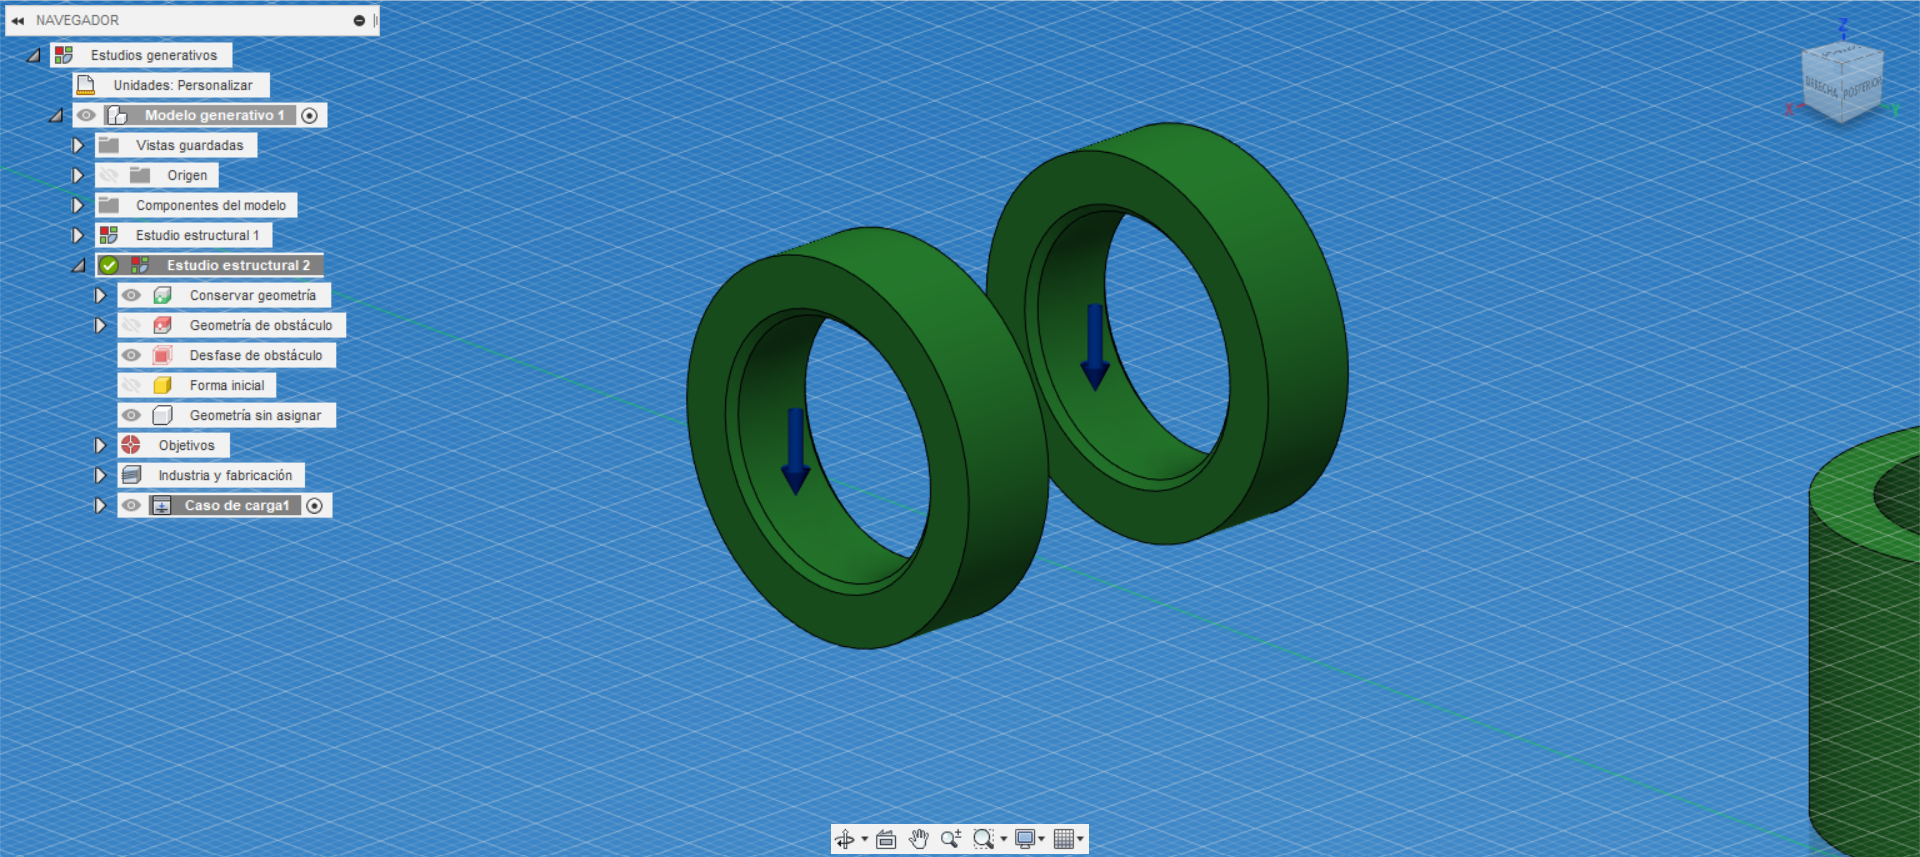 NAVEGADOR
Estudios generativos
Unidades: Personalizar
Modelo generativo 1
Vistas guardadas
Origen
Componentes del modelo
Estudio estructural 1
Estudio estructural 2
Conservar geometría
Geometría de obstáculo
Desfase de obstáculo
Forma inicial
Geometría sin asignar
Objetivos
Industria y fabricación
Caso de carga1
Z
DERECHA
POSTERIOR
X
Y